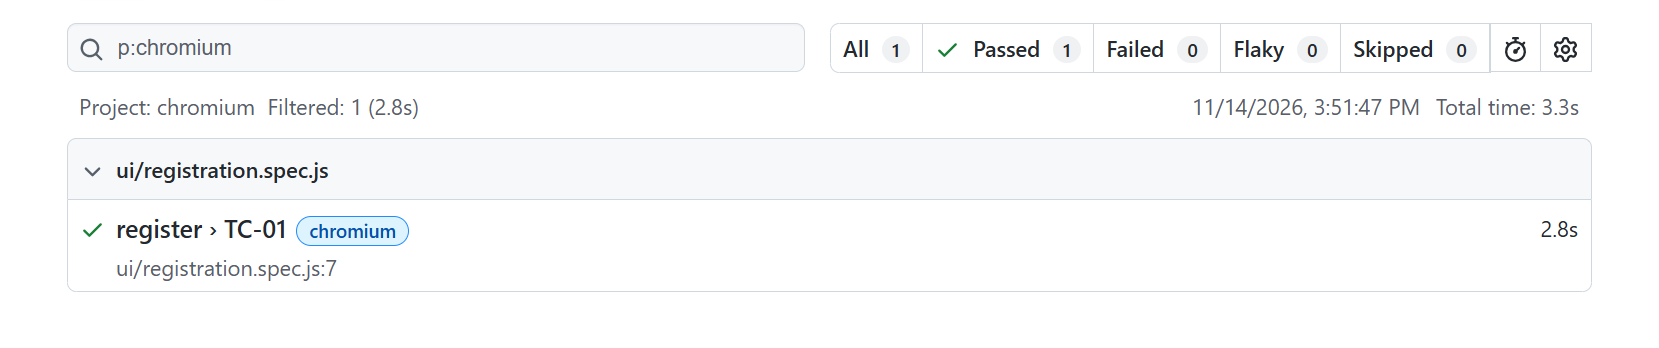 p:chromium
All 1 Passed 1 Failed 0 Flaky 0 Skipped 0
Project: chromium Filtered: 1 (2.8s)
11/14/2026, 3:51:47 PM Total time: 3.3s
ui/registration.spec.js
register › TC-01 chromium 2.8s
ui/registration.spec.js:7